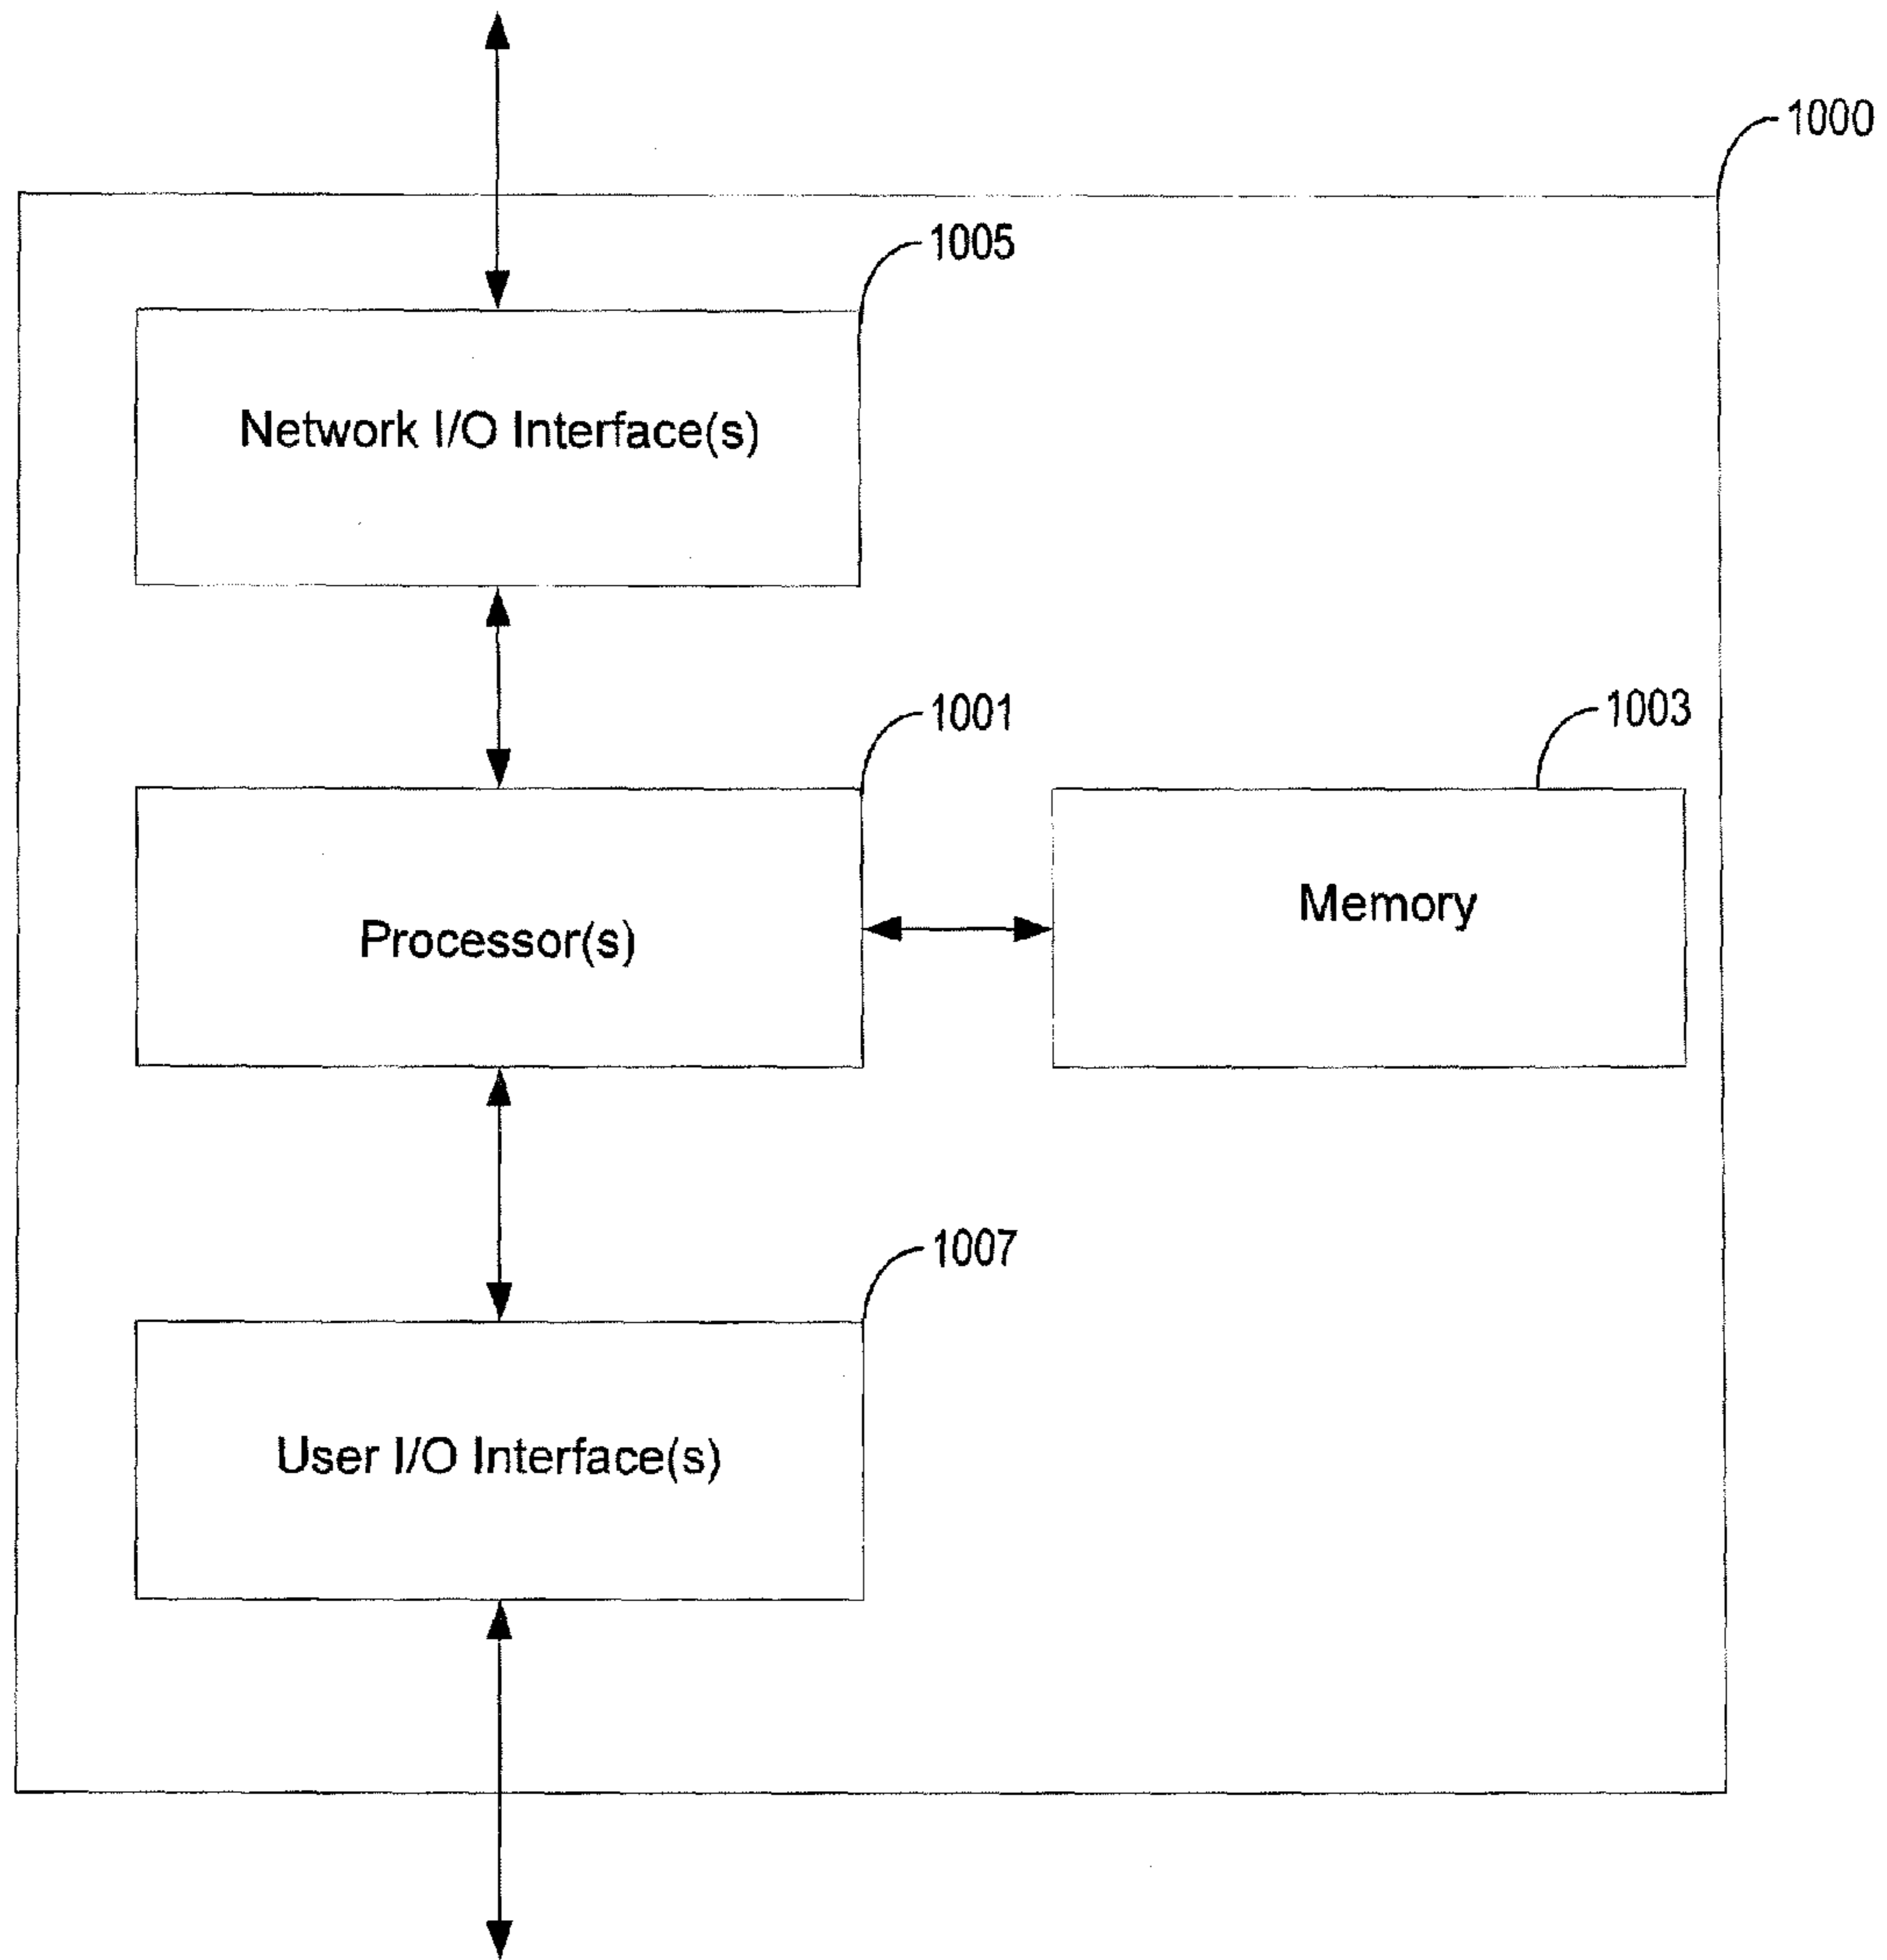 1000
1005
Network I/O Interface(s)
1001
1003
Processor(s)
Memory
1007
User I/O Interface(s)